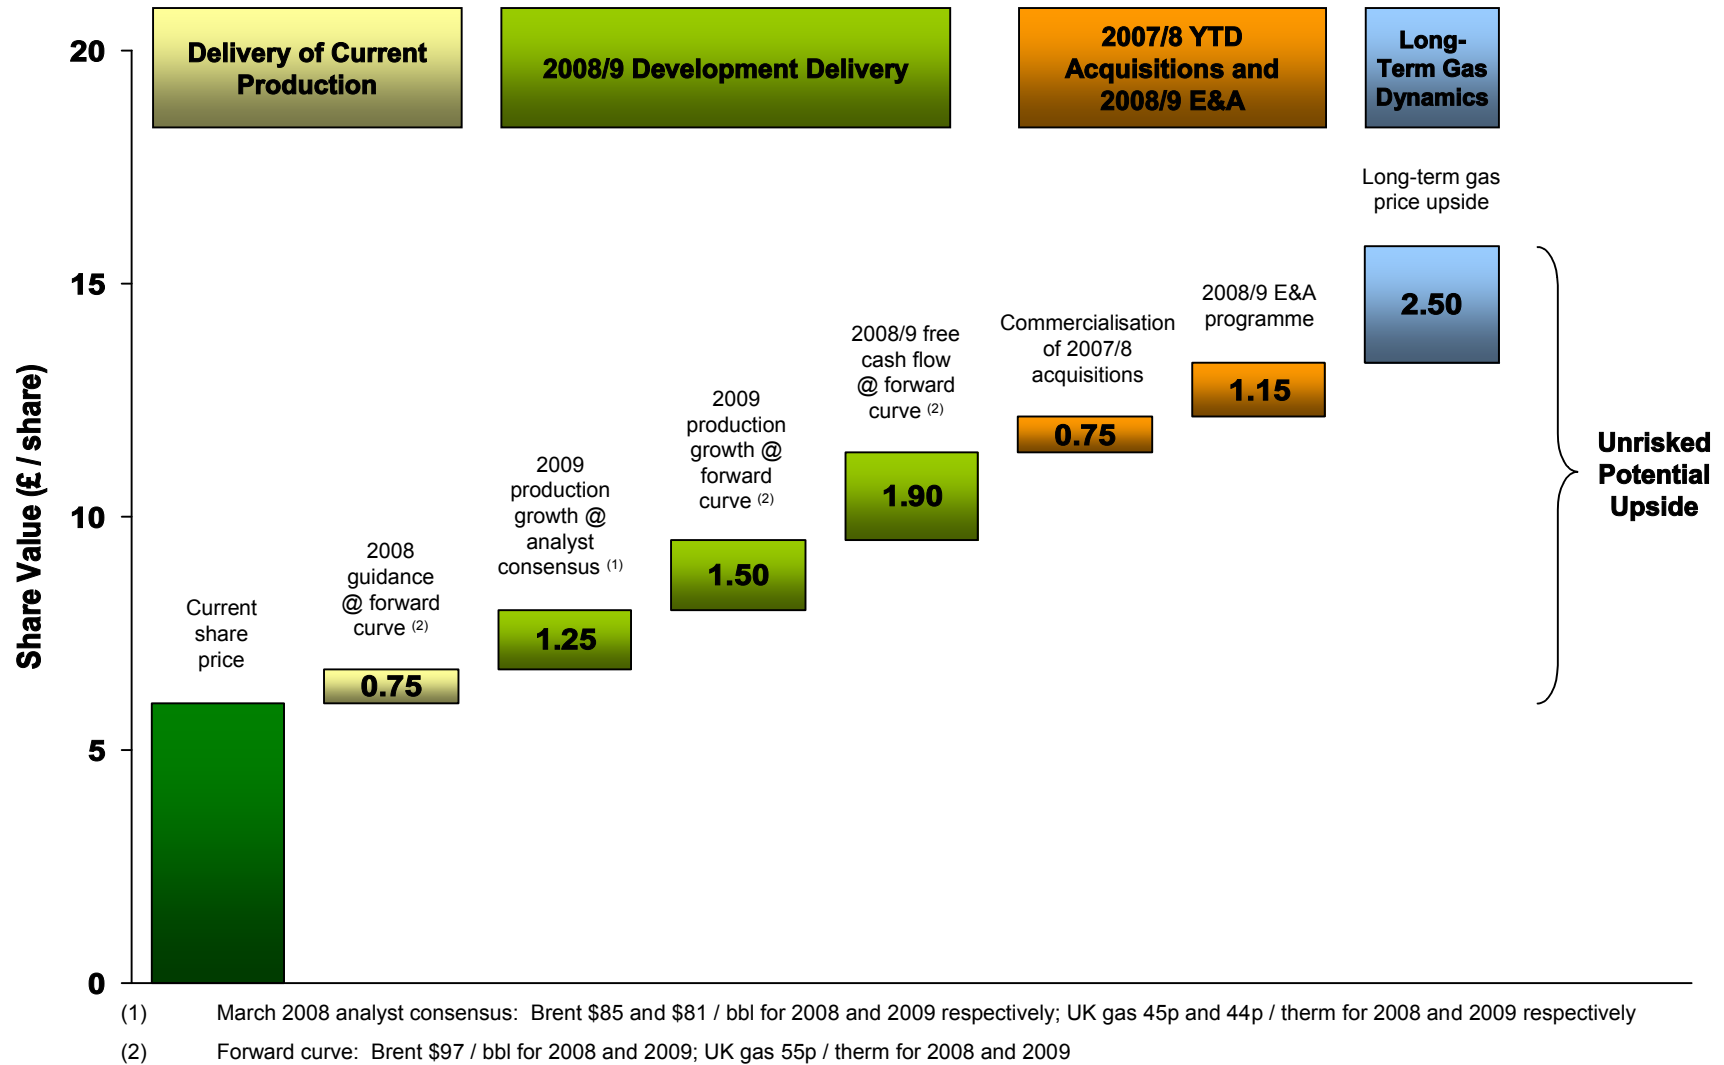 Delivery of Current
Production
2008/9 Development Delivery
2007/8 YTD
Acquisitions and
2008/9 E&A
Long-
Term Gas
Dynamics
Share Value (£ / share)
20
15
10
5
0
Current
share
price
2008
guidance
@ forward
curve (2)
0.75
2009
production
growth @
analyst
consensus (1)
1.25
2009
production
growth @
forward
curve (2)
1.50
2008/9 free
cash flow
@ forward
curve (2)
1.90
Commercialisation
of 2007/8
acquisitions
0.75
2008/9 E&A
programme
1.15
Long-term gas
price upside
2.50
Unrisked
Potential
Upside
(1) March 2008 analyst consensus: Brent $85 and $81 / bbl for 2008 and 2009 respectively; UK gas 45p and 44p / therm for 2008 and 2009 respectively
(2) Forward curve: Brent $97 / bbl for 2008 and 2009; UK gas 55p / therm for 2008 and 2009